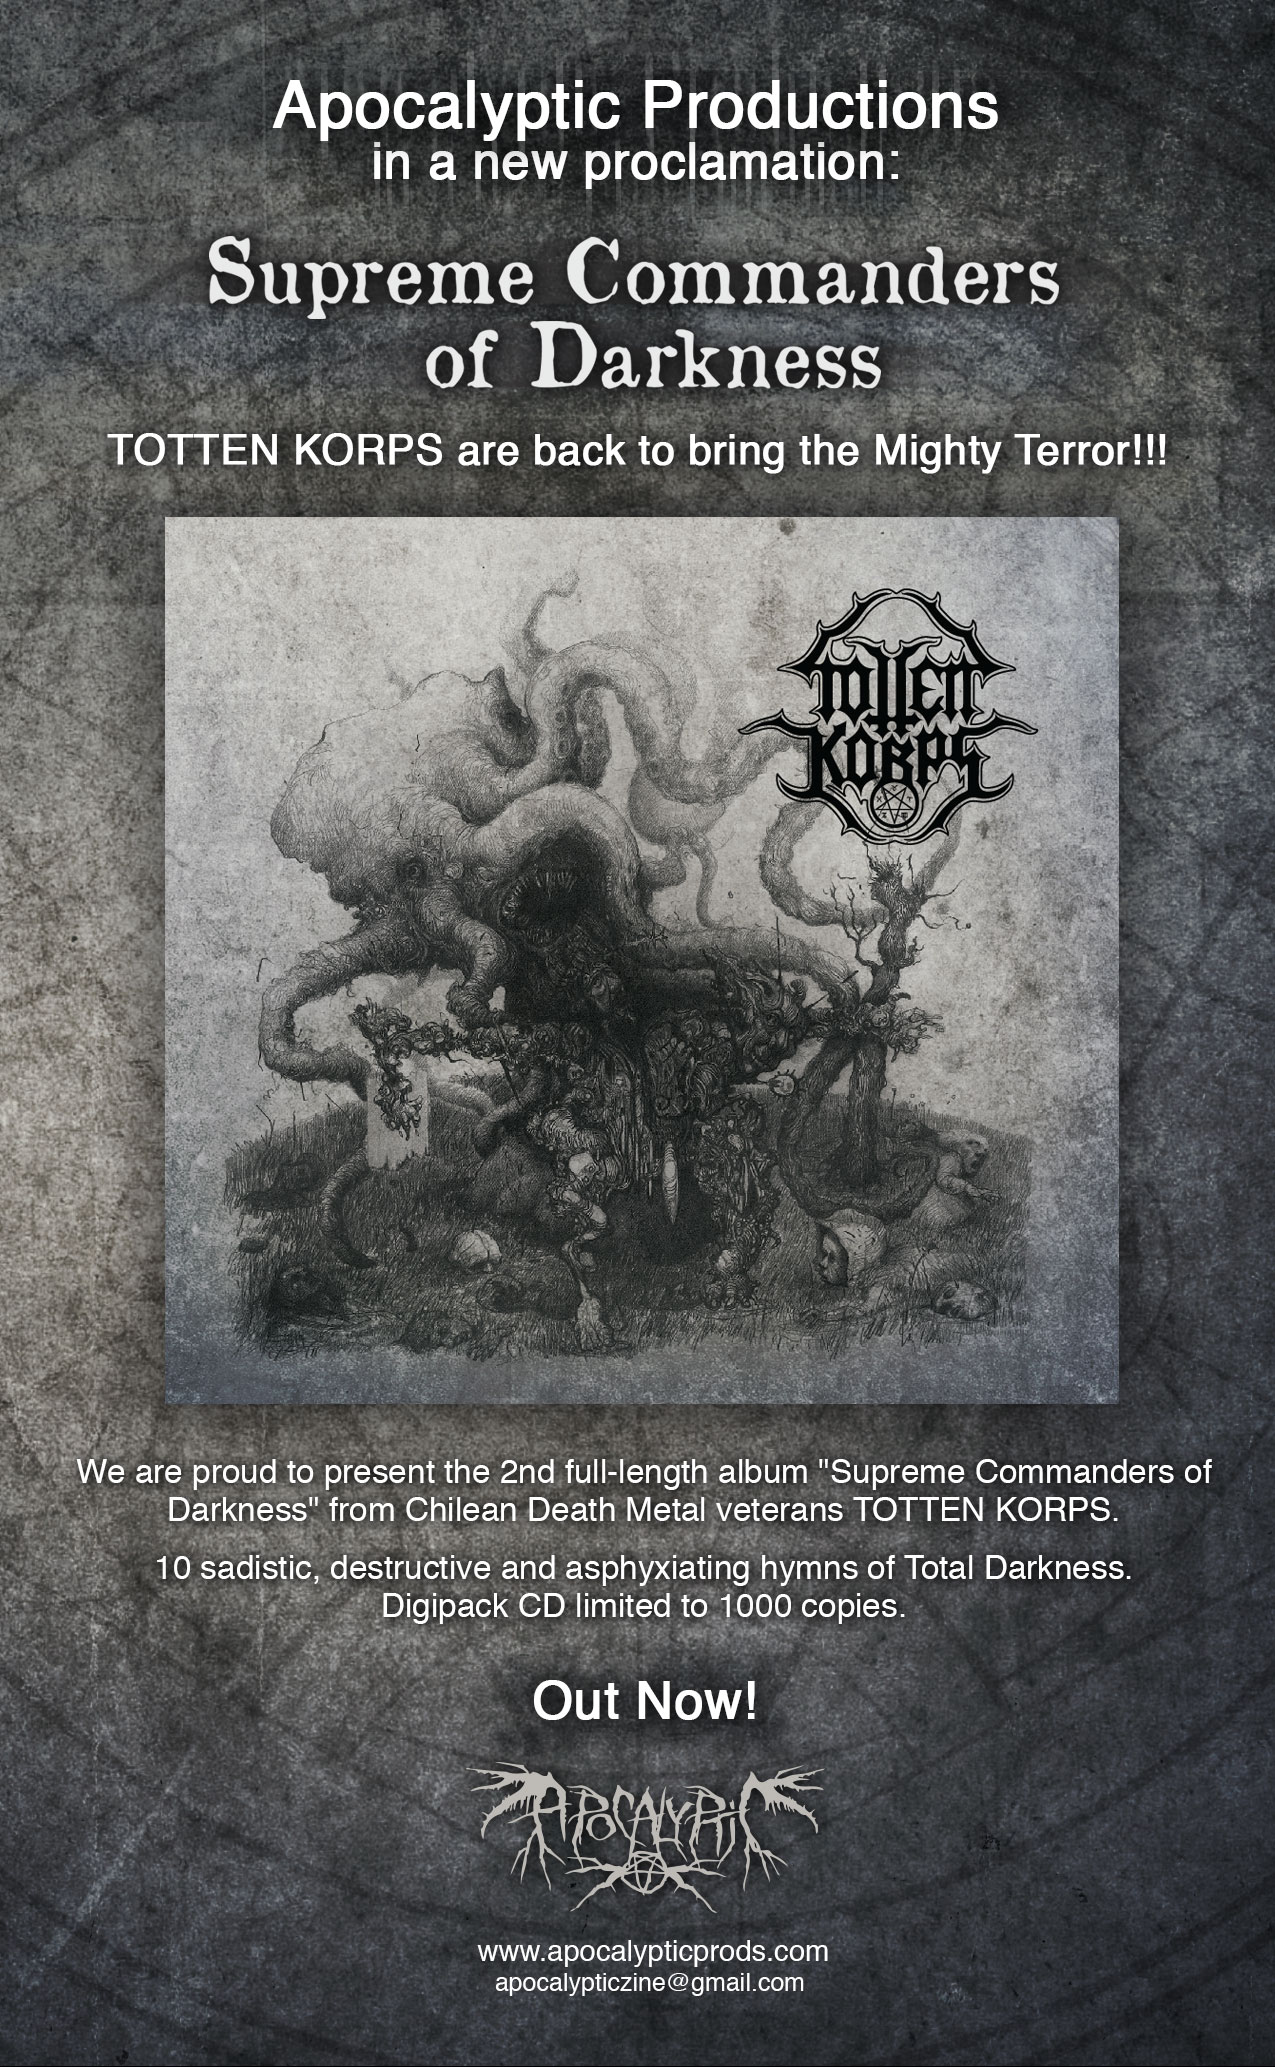 Apocalyptic Productions
in a new proclamation:
Supreme Commanders
of Darkness
TOTTEN KORPS are back to bring the Mighty Terror!!!
TOTTEN
KORPS
We are proud to present the 2nd full-length album "Supreme Commanders of
Darkness" from Chilean Death Metal veterans TOTTEN KORPS.
10 sadistic, destructive and asphyxiating hymns of Total Darkness.
Digipack CD limited to 1000 copies.
Out Now!
APOCALYPTIC
www.apocalypticprods.com
apocalypticzine@gmail.com